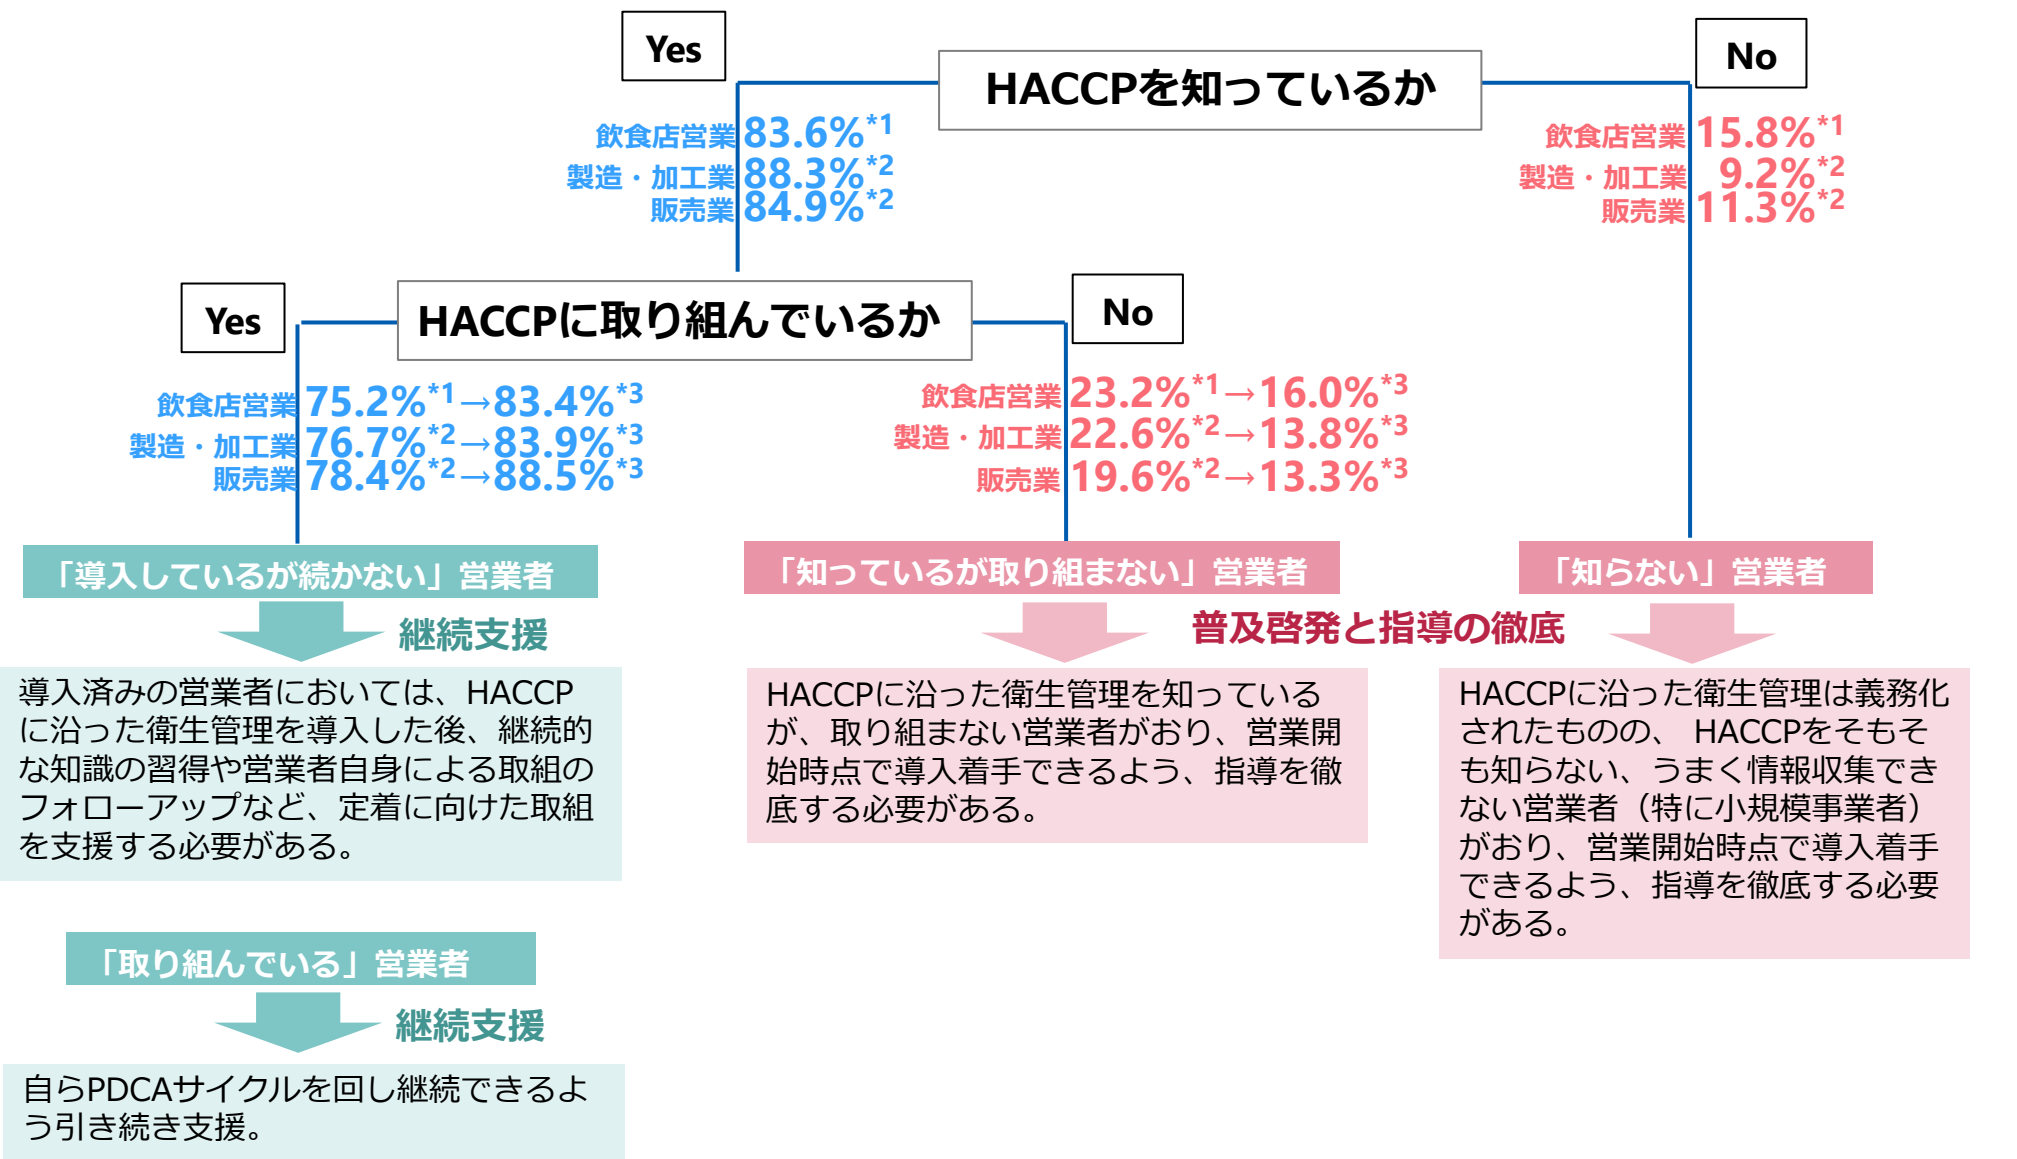 Yes
HACCPを知っているか
No
飲食店営業 83.6%*1
製造・加工業 88.3%*2
販売業 84.9%*2
飲食店営業 15.8%*1
製造・加工業 9.2%*2
販売業 11.3%*2
Yes
HACCPに取り組んでいるか
No
飲食店営業 75.2%*1→83.4%*3
製造・加工業 76.7%*2→83.9%*3
販売業 78.4%*2→88.5%*3
飲食店営業 23.2%*1→16.0%*3
製造・加工業 22.6%*2→13.8%*3
販売業 19.6%*2→13.3%*3
「導入しているが続かない」営業者
継続支援
導入済みの営業者においては、HACCP
に沿った衛生管理を導入した後、継続的
な知識の習得や営業者自身による取組の
フォローアップなど、定着に向けた取組
を支援する必要がある。
「取り組んでいる」営業者
継続支援
自らPDCAサイクルを回し継続できるよ
う引き続き支援。
「知っているが取り組まない」営業者
普及啓発と指導の徹底
HACCPに沿った衛生管理を知っている
が、取り組まない営業者がおり、営業開
始時点で導入着手できるよう、指導を徹
底する必要がある。
「知らない」営業者
HACCPに沿った衛生管理は義務化
されたものの、 HACCPをそもそ
も知らない、うまく情報収集でき
ない営業者（特に小規模事業者）
がおり、営業開始時点で導入着手
できるよう、指導を徹底する必要
がある。